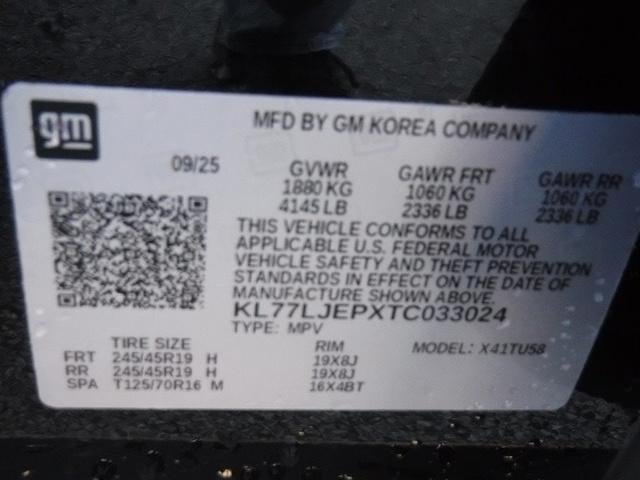 gm
MFD BY GM KOREA COMPANY
09/25 GVWR GAWR FRT GAWR RR
1880 KG 1060 KG 1060 KG
4145 LB 2336 LB 2336 LB
THIS VEHICLE CONFORMS TO ALL
APPLICABLE U.S. FEDERAL MOTOR
VEHICLE SAFETY AND THEFT PREVENTION
STANDARDS IN EFFECT ON THE DATE OF
MANUFACTURE SHOWN ABOVE.
KL77LJEPXTC033024
TYPE: MPV MODEL: X41TU58
TIRE SIZE RIM
FRT 245/45R19 H 19X8J
RR 245/45R19 H 19X8J
SPA T125/70R16 M 16X4BT